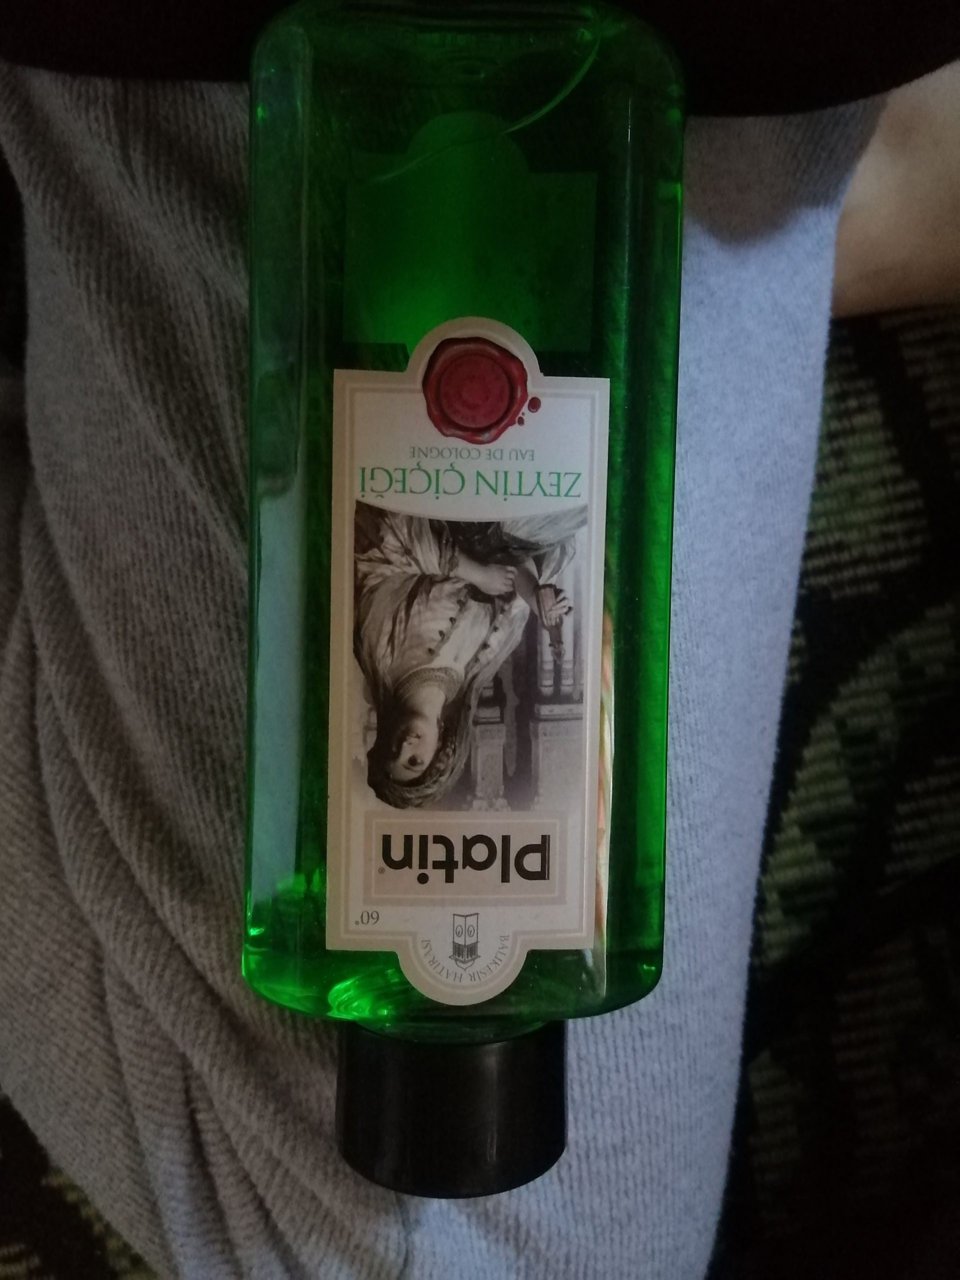 BALIKESİR HATIRASI
60°
Platin®
ZEYTİN ÇİÇEĞİ
EAU DE COLOGNE